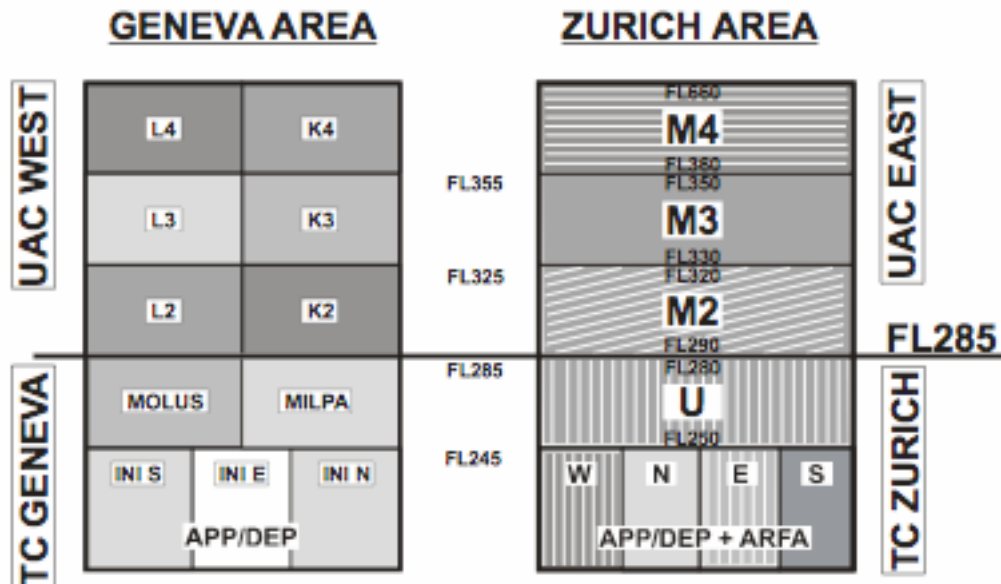 GENEVA AREA
ZURICH AREA
UAC WEST
L4
K4
L3
K3
L2
K2
FL355
FL325
FL660
M4
FL360
FL350
M3
FL330
FL320
M2
FL290
UAC EAST
FL285
TC GENEVA
MOLUS
MILPA
INI S
INI E
INI N
APP/DEP
FL285
FL245
FL280
U
FL250
W
N
E
S
APP/DEP + ARFA
TC ZURICH